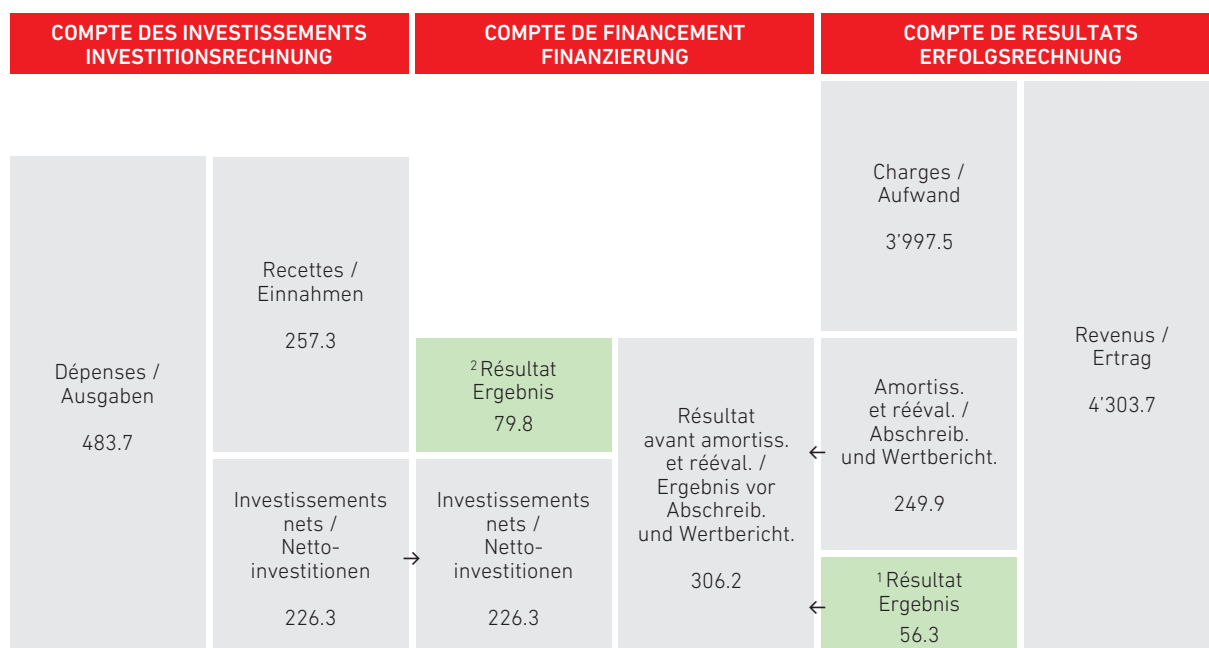 COMPTE DES INVESTISSEMENTS
INVESTITIONSRECHNUNG
COMPTE DE FINANCEMENT
FINANZIERUNG
COMPTE DE RESULTATS
ERFOLGSRECHNUNG
Dépenses /
Ausgaben
483.7
Recettes /
Einnahmen
257.3
Investissements
nets /
Netto-
investitionen
226.3
→
2 Résultat
Ergebnis
79.8
Investissements
nets /
Netto-
investitionen
226.3
Résultat
avant amortiss.
et rééval. /
Ergebnis vor
Abschreib.
und Wertbericht.
306.2
Charges /
Aufwand
3’997.5
←
Amortiss.
et rééval. /
Abschreib.
und Wertbericht.
249.9
←
1 Résultat
Ergebnis
56.3
Revenus /
Ertrag
4’303.7